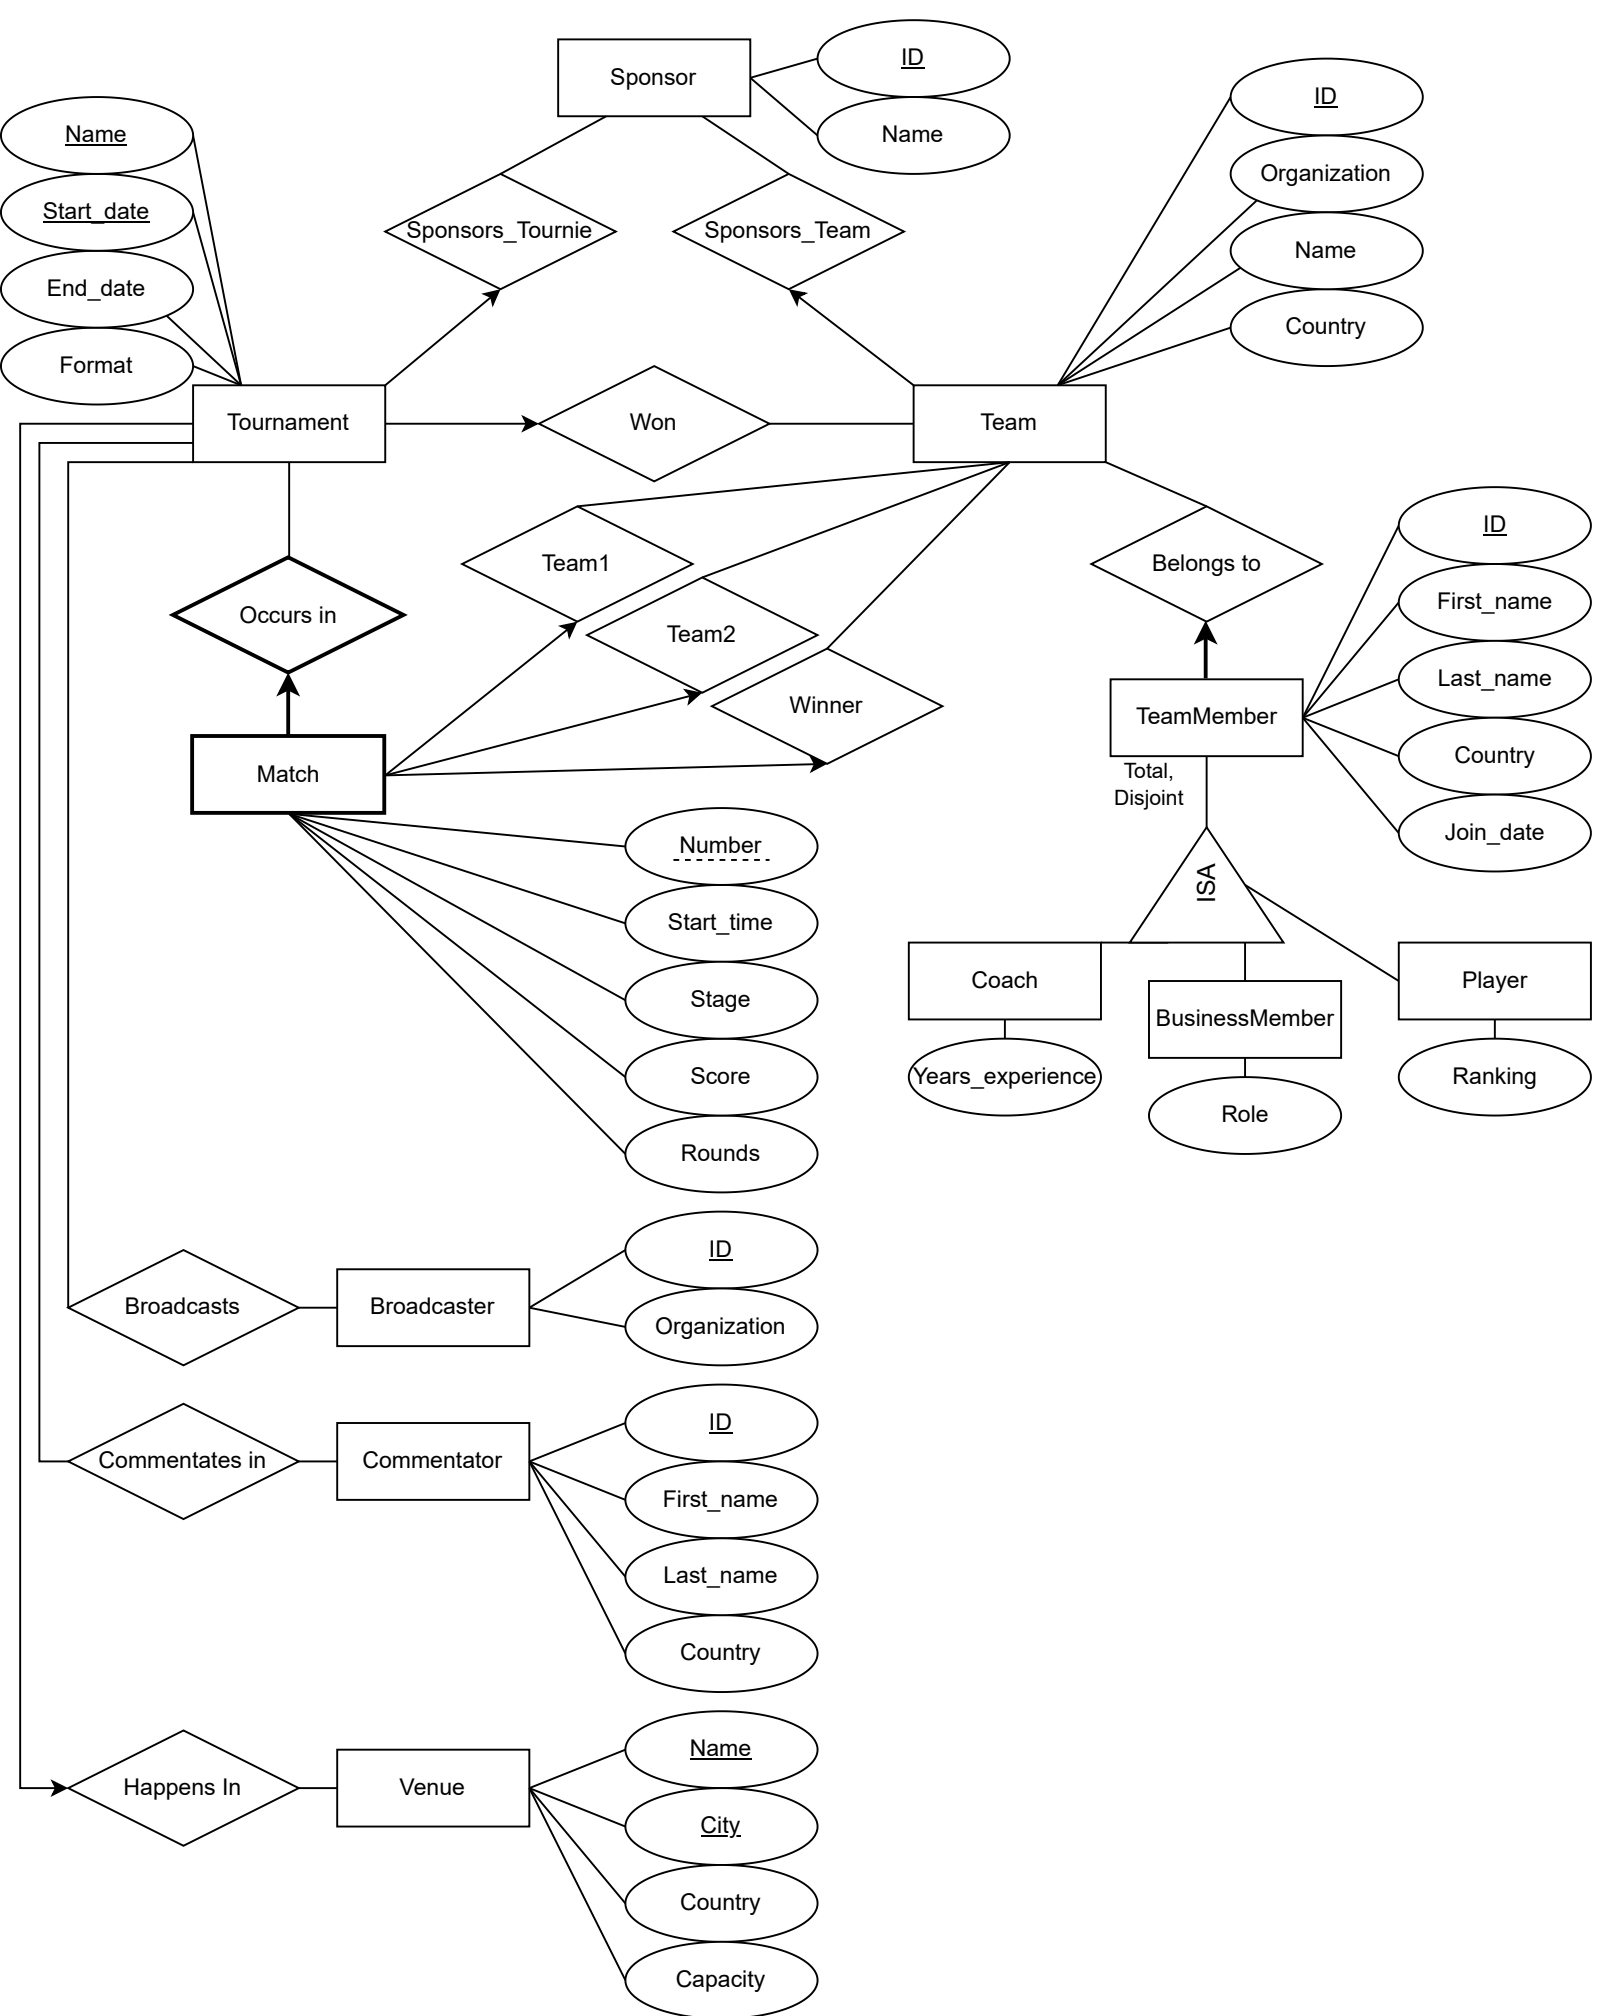 Sponsor
ID
Name
Name
Start_date
End_date
Format
ID
Organization
Name
Country
Sponsors_Tournie
Sponsors_Team
Tournament
Won
Team
Occurs in
Team1
Team2
Winner
Belongs to
Match
TeamMember
ID
First_name
Last_name
Country
Join_date
Total,
Disjoint
ISA
Number
Start_time
Stage
Score
Rounds
Coach
BusinessMember
Player
Years_experience
Role
Ranking
Broadcasts
Broadcaster
ID
Organization
Commentates in
Commentator
ID
First_name
Last_name
Country
Happens In
Venue
Name
City
Country
Capacity